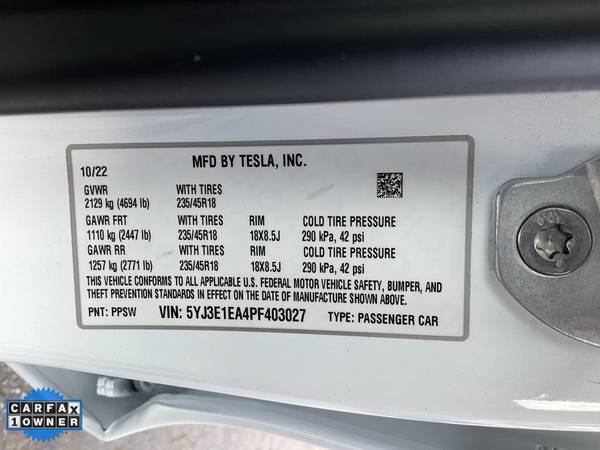 MFD BY TESLA, INC.
10/22
GVWR WITH TIRES
2129 kg (4694 lb) 235/45R18
GAWR FRT WITH TIRES RIM COLD TIRE PRESSURE
1110 kg (2447 lb) 235/45R18 18X8.5J 290 kPa, 42 psi
GAWR RR WITH TIRES RIM COLD TIRE PRESSURE
1257 kg (2771 lb) 235/45R18 18X8.5J 290 kPa, 42 psi
THIS VEHICLE CONFORMS TO ALL APPLICABLE U.S. FEDERAL MOTOR VEHICLE SAFETY, BUMPER, AND
THEFT PREVENTION STANDARDS IN EFFECT ON THE DATE OF MANUFACTURE SHOWN ABOVE.
PNT: PPSW VIN: 5YJ3E1EA4PF403027 TYPE: PASSENGER CAR
CARFAX
1 OWNER